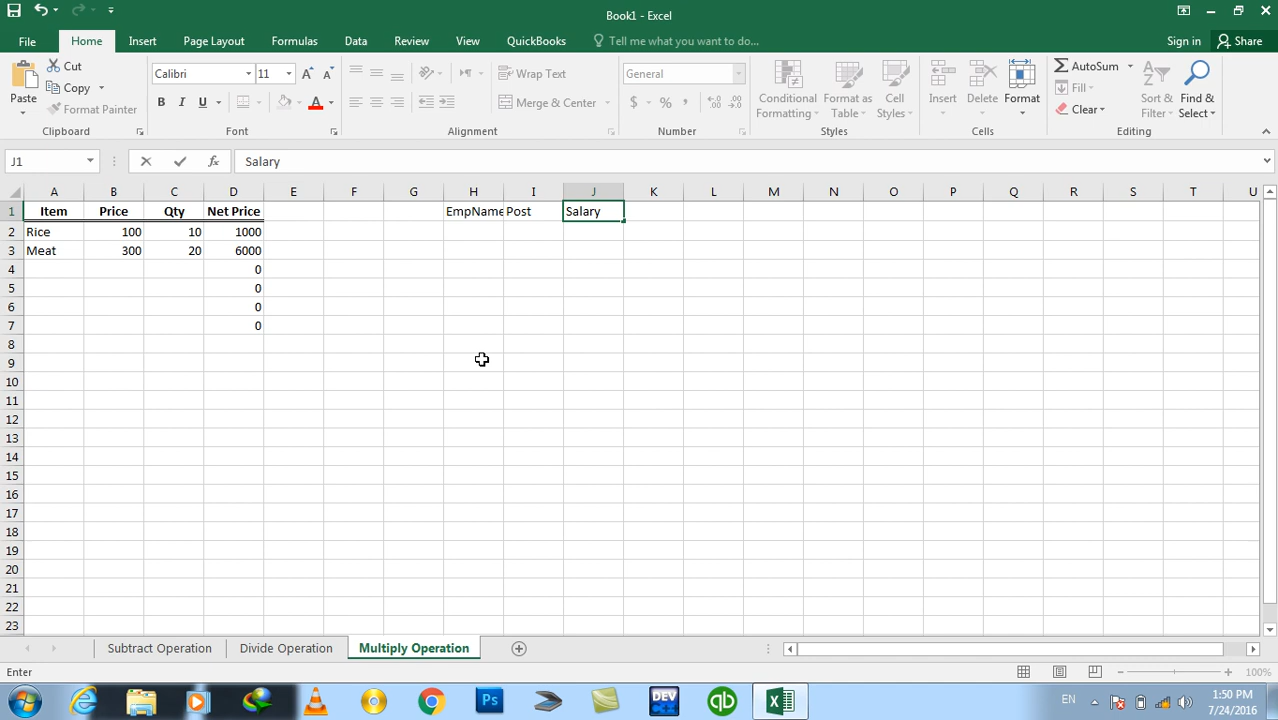 Book1 - Excel
File Home Insert Page Layout Formulas Data Review View QuickBooks Tell me what you want to do... Sign in Share
Paste Cut Copy Format Painter Clipboard
Calibri 11 B I U A A A Font
Wrap Text Merge & Center Alignment
General $ % , Number
Conditional Formatting Format as Table Cell Styles Styles
Insert Delete Format Cells
AutoSum Fill Clear Sort & Filter Find & Select Editing
J1 fx Salary
A B C D E F G H I J K L M N O P Q R S T U
1 Item Price Qty Net Price EmpName Post Salary
2 Rice 100 10 1000
3 Meat 300 20 6000
4 0
5 0
6 0
7 0
8
9
10
11
12
13
14
15
16
17
18
19
20
21
22
23
Subtract Operation Divide Operation Multiply Operation
Enter 100%
Ps DEV qb EN 1:50 PM
7/24/2016